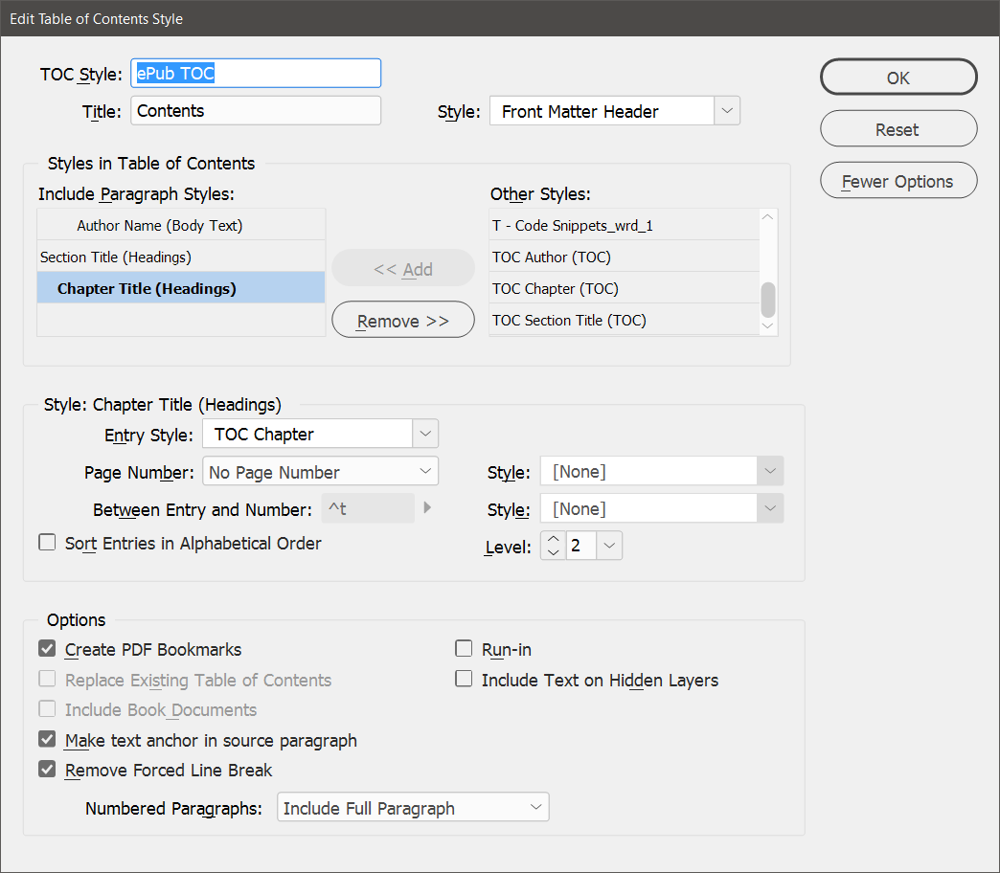 Edit Table of Contents Style
TOC Style: ePub TOC
OK
Title: Contents
Style: Front Matter Header
Reset
Styles in Table of Contents
Fewer Options
Include Paragraph Styles:
Other Styles:
Author Name (Body Text)
T - Code Snippets_wrd_1
Section Title (Headings)
TOC Author (TOC)
<< Add
Chapter Title (Headings)
TOC Chapter (TOC)
Remove >>
TOC Section Title (TOC)
Style: Chapter Title (Headings)
Entry Style: TOC Chapter
Page Number: No Page Number
Style: [None]
Between Entry and Number: ^t
Style: [None]
Sort Entries in Alphabetical Order
Level: 2
Options
Create PDF Bookmarks
Run-in
Replace Existing Table of Contents
Include Text on Hidden Layers
Include Book Documents
Make text anchor in source paragraph
Remove Forced Line Break
Numbered Paragraphs: Include Full Paragraph